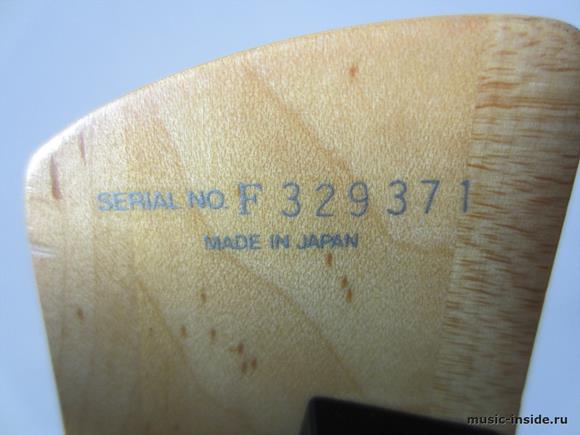 SERIAL NO. F 329371
MADE IN JAPAN
music-inside.ru